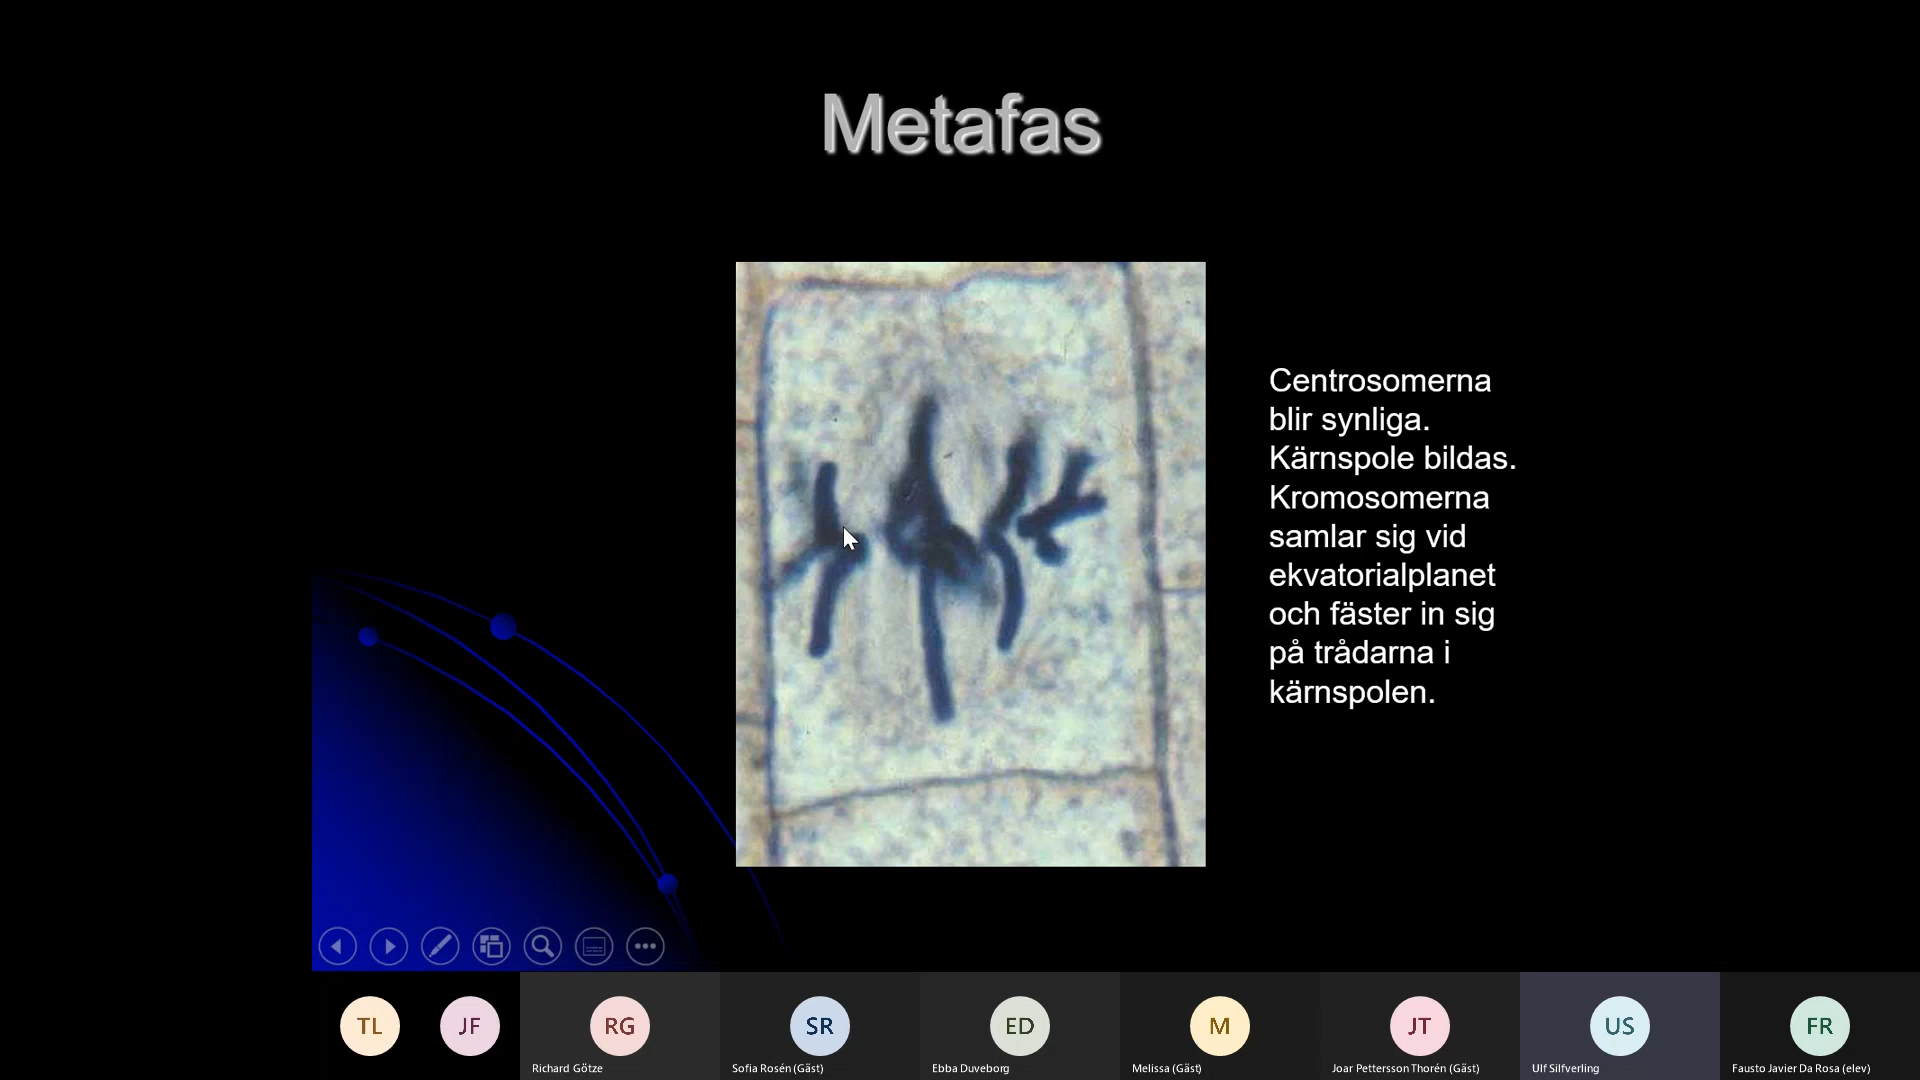 Metafas
Centrosomerna
blir synliga.
Kärnspole bildas.
Kromosomerna
samlar sig vid
ekvatorialplanet
och fäster in sig
på trådarna i
kärnspolen.
TL
JF
RG
SR
ED
M
JT
US
FR
Richard Götze
Sofia Rosén (Gäst)
Ebba Duveborg
Melissa (Gäst)
Joar Pettersson Thorén (Gäst)
Ulf Silfverling
Fausto Javier Da Rosa (elev)